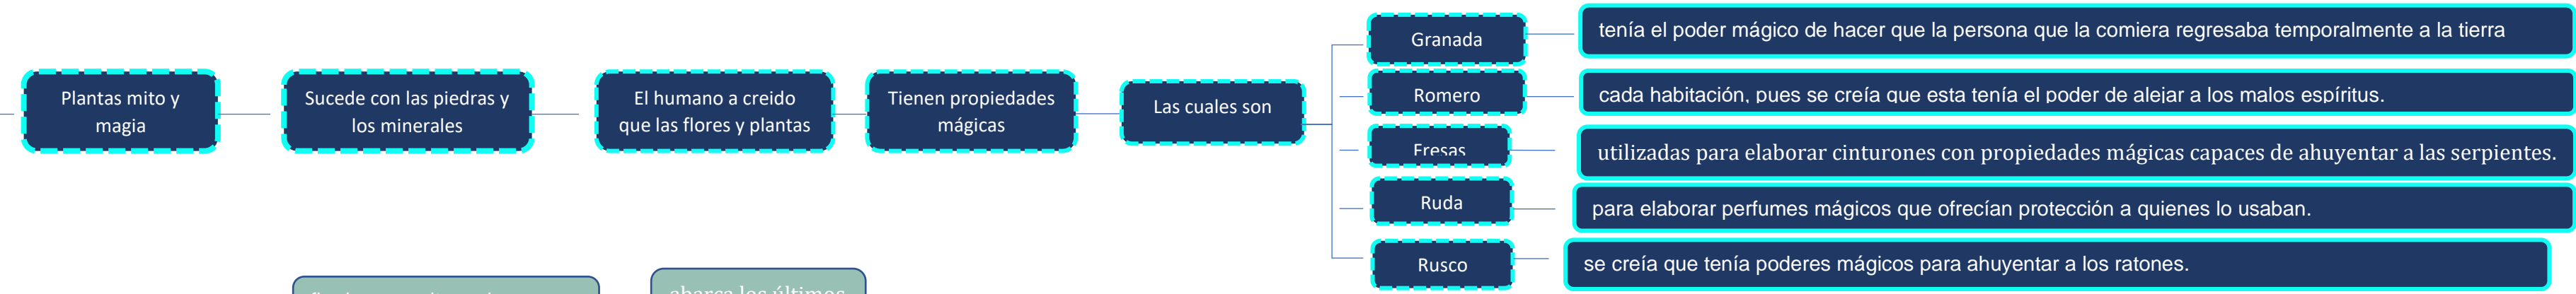 Plantas mito y
magia
Sucede con las piedras y
los minerales
El humano a creido
que las flores y plantas
Tienen propiedades
mágicas
Las cuales son
Granada
tenía el poder mágico de hacer que la persona que la comiera regresaba temporalmente a la tierra
Romero
cada habitación, pues se creía que esta tenía el poder de alejar a los malos espíritus.
Fresas
utilizadas para elaborar cinturones con propiedades mágicas capaces de ahuyentar a las serpientes.
Ruda
para elaborar perfumes mágicos que ofrecían protección a quienes lo usaban.
Rusco
se creía que tenía poderes mágicos para ahuyentar a los ratones.
abarca los últimos